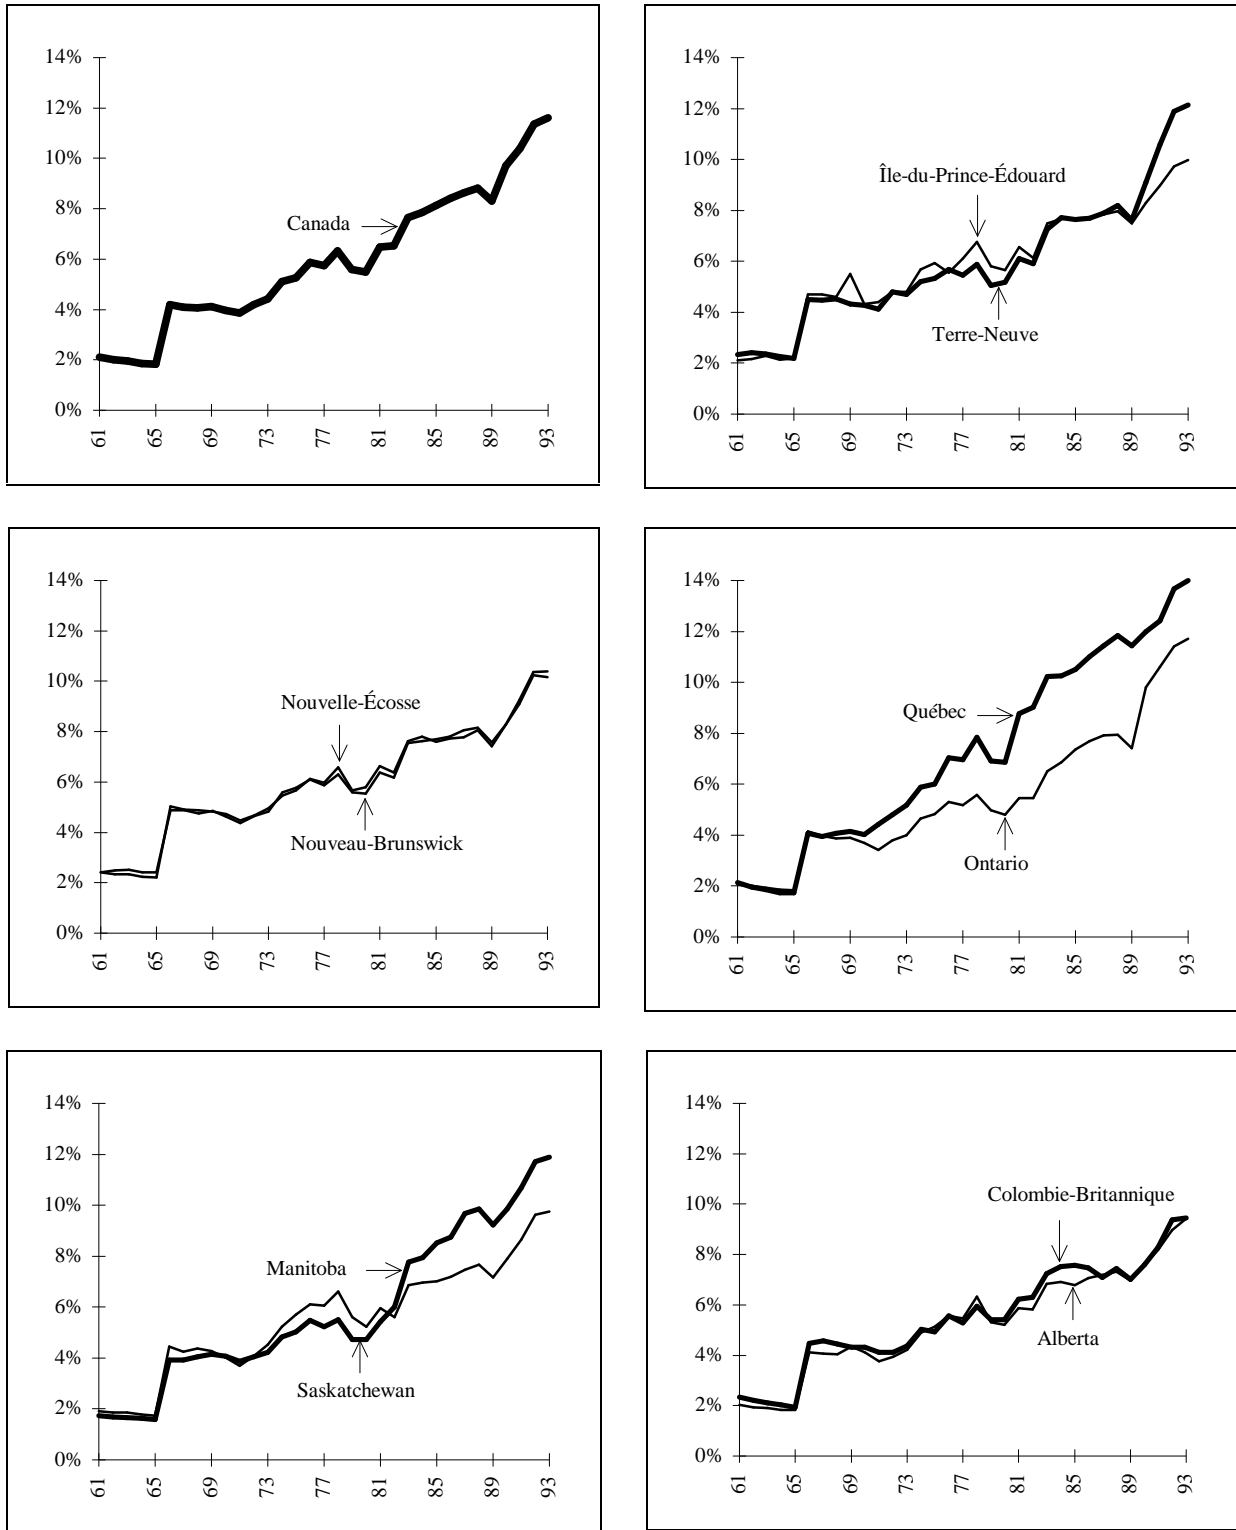 14%
12%
10%
8%
6%
4%
2%
0%
Canada
61 65 69 73 77 81 85 89 93
14%
12%
10%
8%
6%
4%
2%
0%
Île-du-Prince-Édouard
Terre-Neuve
61 65 69 73 77 81 85 89 93
14%
12%
10%
8%
6%
4%
2%
0%
Nouvelle-Écosse
Nouveau-Brunswick
61 65 69 73 77 81 85 89 93
14%
12%
10%
8%
6%
4%
2%
0%
Québec
Ontario
61 65 69 73 77 81 85 89 93
14%
12%
10%
8%
6%
4%
2%
0%
Manitoba
Saskatchewan
61 65 69 73 77 81 85 89 93
14%
12%
10%
8%
6%
4%
2%
0%
Colombie-Britannique
Alberta
61 65 69 73 77 81 85 89 93